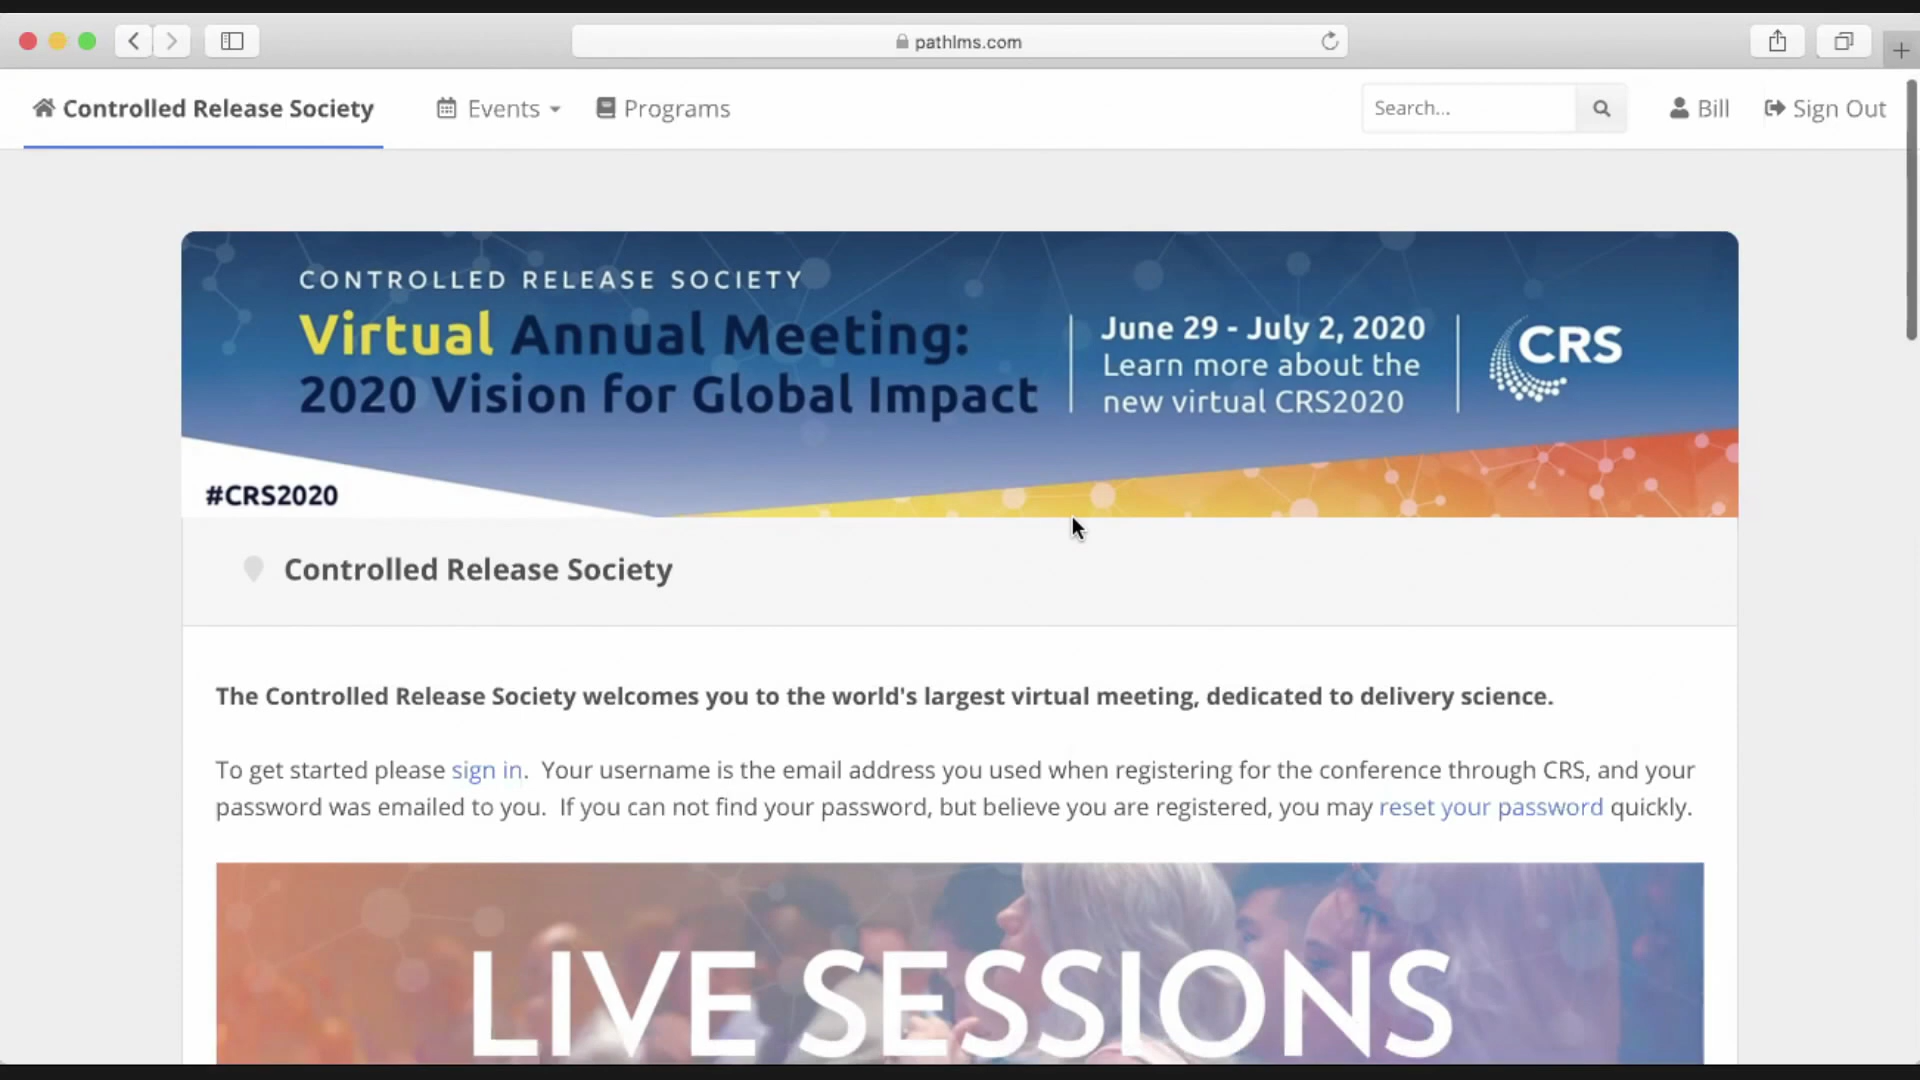 pathlms.com
Controlled Release Society
Events
Programs
Search...
Bill
Sign Out
CONTROLLED RELEASE SOCIETY
Virtual Annual Meeting:
2020 Vision for Global Impact
June 29 - July 2, 2020
Learn more about the
new virtual CRS2020
CRS
#CRS2020
Controlled Release Society
The Controlled Release Society welcomes you to the world's largest virtual meeting, dedicated to delivery science.
To get started please sign in.  Your username is the email address you used when registering for the conference through CRS, and your
password was emailed to you.  If you can not find your password, but believe you are registered, you may reset your password quickly.
LIVE SESSIONS